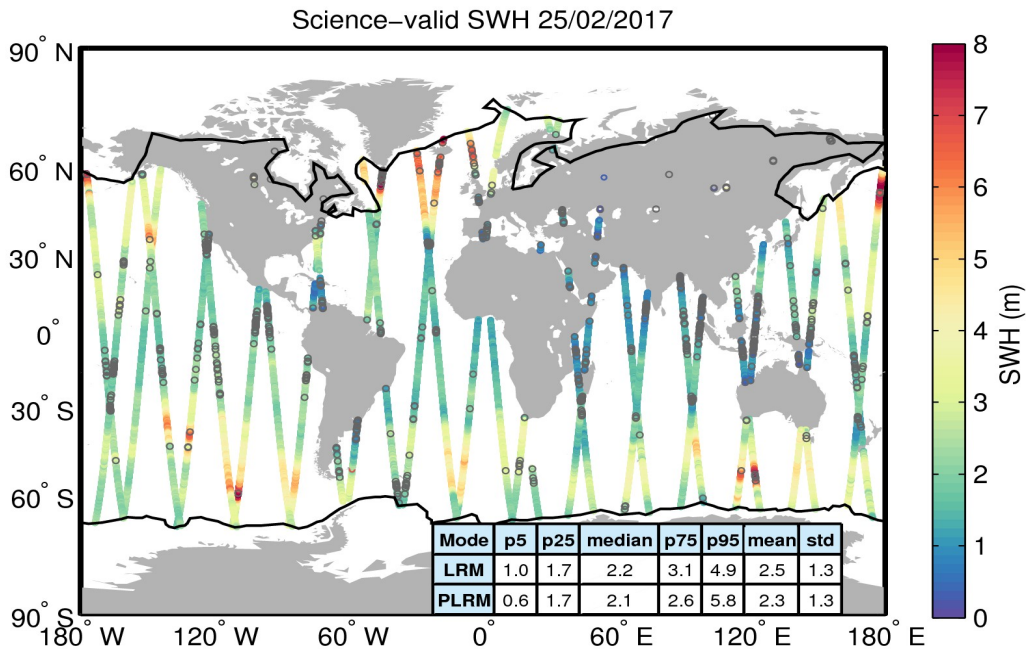 Science−valid SWH 25/02/2017
90° N
60° N
30° N
0°
30° S
60° S
90° S
180° W
120° W
60° W
0°
60° E
120° E
180° E
Mode p5 p25 median p75 p95 mean std
LRM 1.0 1.7 2.2 3.1 4.9 2.5 1.3
PLRM 0.6 1.7 2.1 2.6 5.8 2.3 1.3
8
7
6
5
4
3
2
1
0
SWH (m)